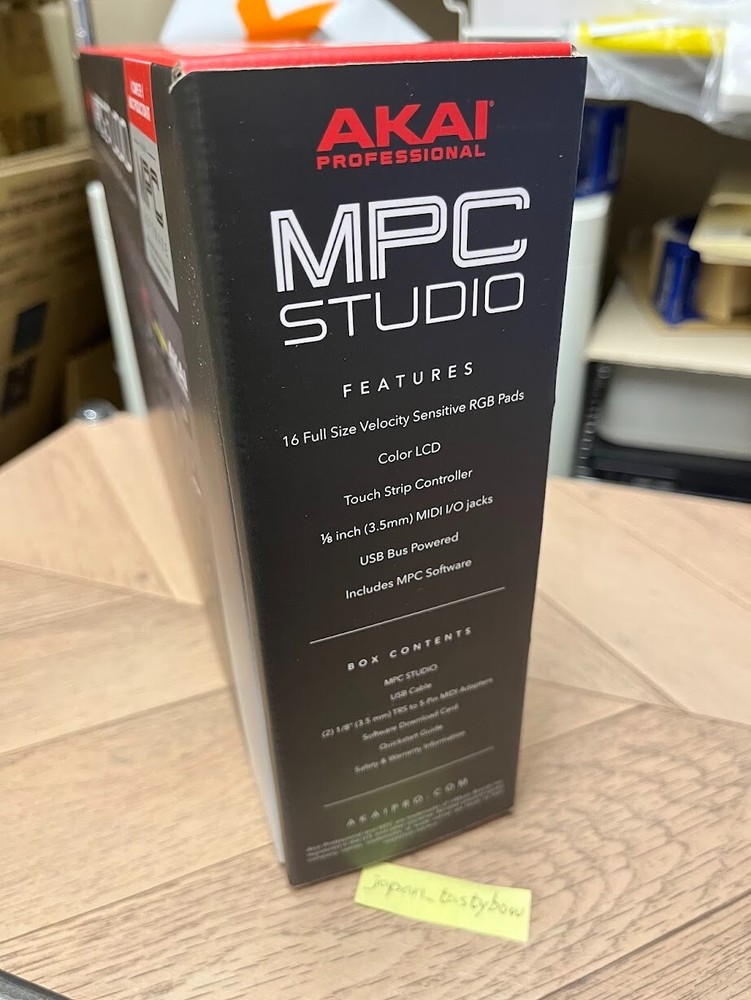 AKAI
PROFESSIONAL
MPC
STUDIO
FEATURES
16 Full Size Velocity Sensitive RGB Pads
Color LCD
Touch Strip Controller
⅛ inch (3.5mm) MIDI I/O jacks
USB Bus Powered
Includes MPC Software
BOX CONTENTS
MPC STUDIO
USB Cable
(2) 1/8" (3.5 mm) TRS to 5-Pin MIDI Adapters
Software Download Card
Quickstart Guide
Safety & Warranty Information
AKAIPRO.COM
japan_tastybow